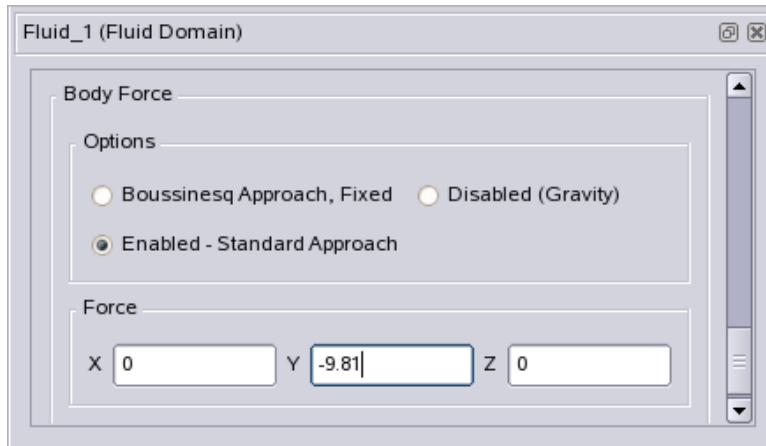 Fluid_1 (Fluid Domain)
Body Force
Options
Boussinesq Approach, Fixed Disabled (Gravity)
Enabled - Standard Approach
Force
X 0 Y -9.81 Z 0